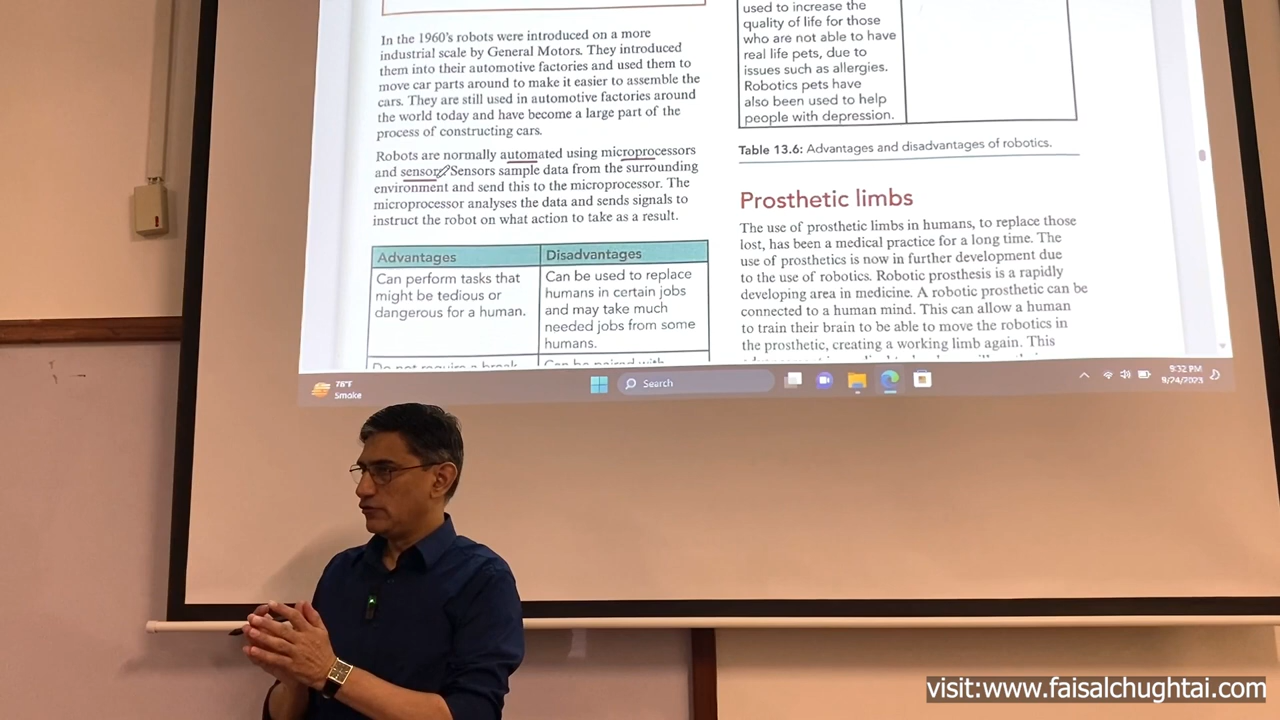 In the 1960's robots were introduced on a more
industrial scale by General Motors. They introduced
them into their automotive factories and used them to
move car parts around to make it easier to assemble the
cars. They are still used in automotive factories around
the world today and have become a large part of the
process of constructing cars.
Robots are normally automated using microprocessors
and sensors. Sensors sample data from the surrounding
environment and send this to the microprocessor. The
microprocessor analyses the data and sends signals to
instruct the robot on what action to take as a result.
Advantages
Disadvantages
Can perform tasks that
might be tedious or
dangerous for a human.
Can be used to replace
humans in certain jobs
and may take much
needed jobs from some
humans.
used to increase the
quality of life for those
who are not able to have
real life pets, due to
issues such as allergies.
Robotics pets have
also been used to help
people with depression.
Table 13.6: Advantages and disadvantages of robotics.
Prosthetic limbs
The use of prosthetic limbs in humans, to replace those
lost, has been a medical practice for a long time. The
use of prosthetics is now in further development due
to the use of robotics. Robotic prosthesis is a rapidly
developing area in medicine. A robotic prosthetic can be
connected to a human mind. This can allow a human
to train their brain to be able to move the robotics in
the prosthetic, creating a working limb again. This
78°F
Smoke
Search
9:32 PM
9/24/2023
visit:www.faisalchughtai.com